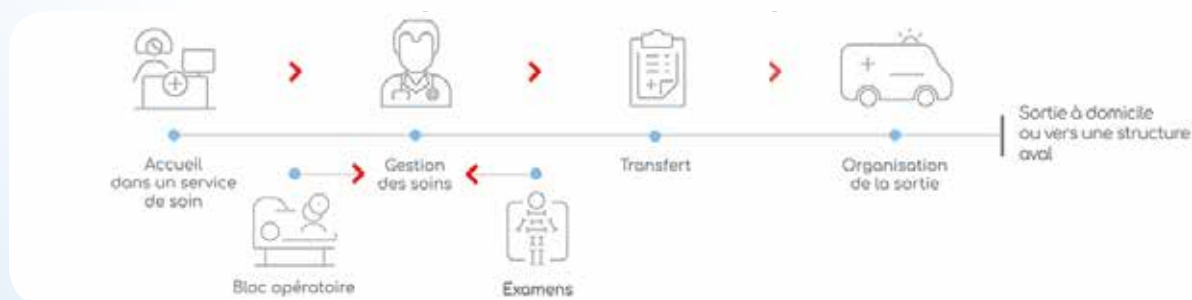 Accueil
dans un service
de soin
Gestion
des soins
Transfert
Organisation
de la sortie
Sortie à domicile
ou vers une structure
aval
Bloc opératoire
Examens